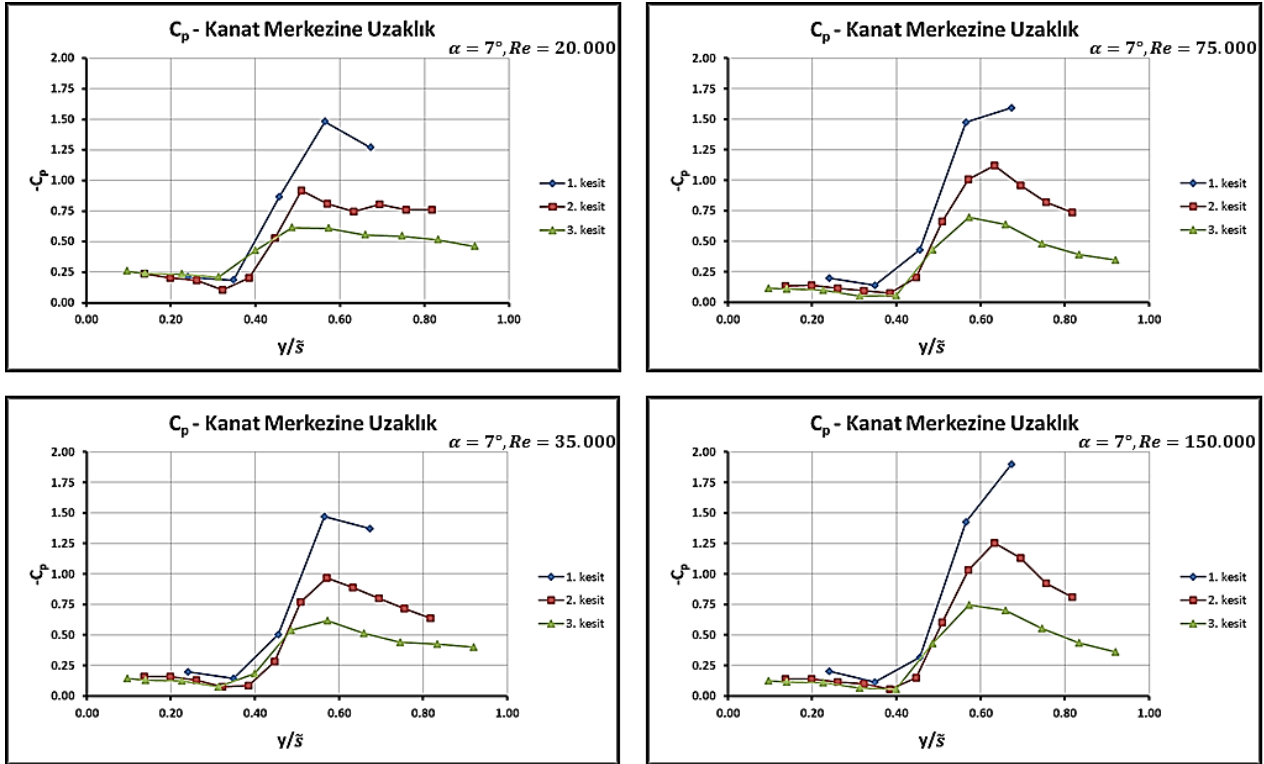 C_p - Kanat Merkezine Uzaklık
α = 7°, Re = 20.000
2.00
1.75
1.50
1.25
1.00
0.75
0.50
0.25
0.00
-C_p
0.00 0.20 0.40 0.60 0.80 1.00
y/s̃
1. kesit
2. kesit
3. kesit
C_p - Kanat Merkezine Uzaklık
α = 7°, Re = 75.000
2.00
1.75
1.50
1.25
1.00
0.75
0.50
0.25
0.00
-C_p
0.00 0.20 0.40 0.60 0.80 1.00
y/s̃
1. kesit
2. kesit
3. kesit
C_p - Kanat Merkezine Uzaklık
α = 7°, Re = 35.000
2.00
1.75
1.50
1.25
1.00
0.75
0.50
0.25
0.00
-C_p
0.00 0.20 0.40 0.60 0.80 1.00
y/s̃
1. kesit
2. kesit
3. kesit
C_p - Kanat Merkezine Uzaklık
α = 7°, Re = 150.000
2.00
1.75
1.50
1.25
1.00
0.75
0.50
0.25
0.00
-C_p
0.00 0.20 0.40 0.60 0.80 1.00
y/s̃
1. kesit
2. kesit
3. kesit